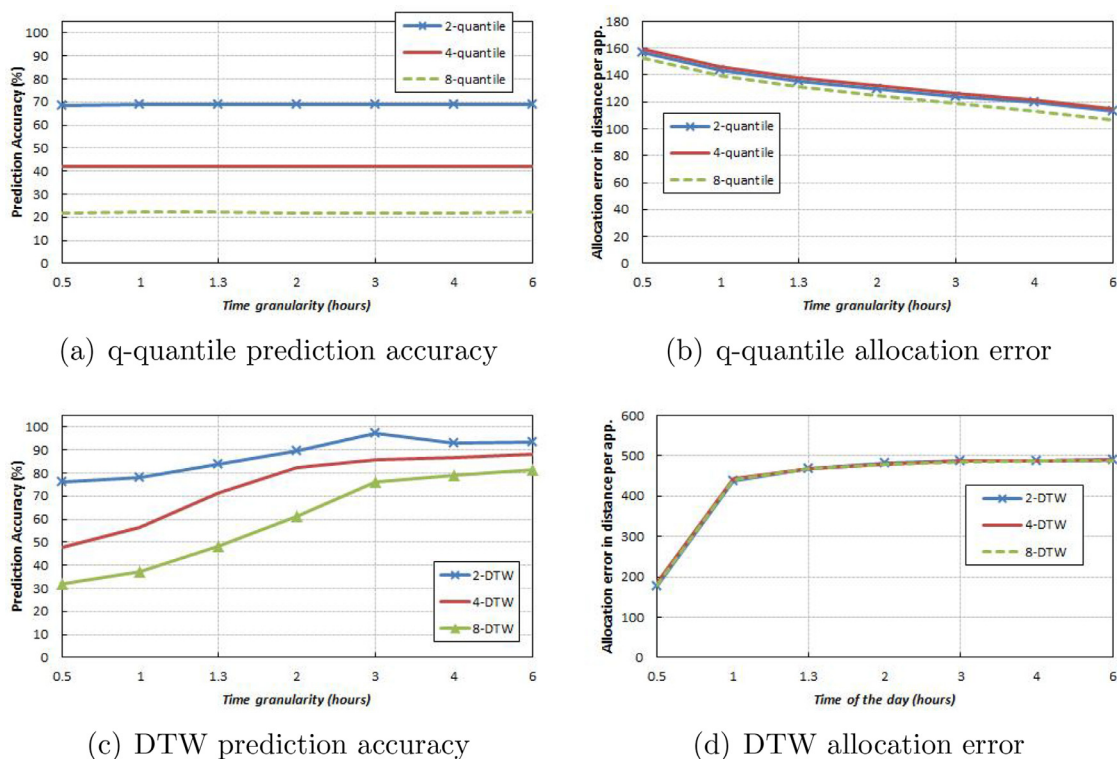 Prediction Accuracy (%)
100
90
80
70
60
50
40
30
20
10
0
2-quantile
4-quantile
8-quantile
0.5 1 1.3 2 3 4 6
Time granularity (hours)
(a) q-quantile prediction accuracy
Allocation error in distance per app.
180
160
140
120
100
80
60
40
20
0
2-quantile
4-quantile
8-quantile
0.5 1 1.3 2 3 4 6
Time granularity (hours)
(b) q-quantile allocation error
Prediction Accuracy (%)
100
90
80
70
60
50
40
30
20
10
0
2-DTW
4-DTW
8-DTW
0.5 1 1.3 2 3 4 6
Time granularity (hours)
(c) DTW prediction accuracy
Allocation error in distance per app.
600
500
400
300
200
100
0
2-DTW
4-DTW
8-DTW
0.5 1 1.3 2 3 4 6
Time of the day (hours)
(d) DTW allocation error